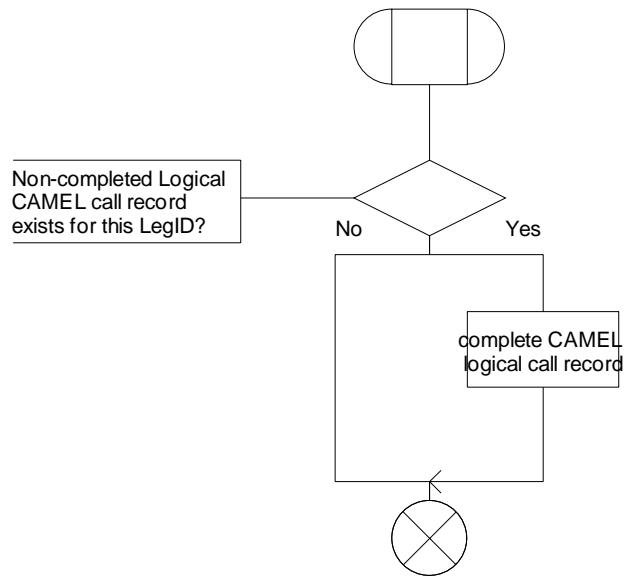 Non-completed Logical
CAMEL call record
exists for this LegID?
No
Yes
complete CAMEL
logical call record